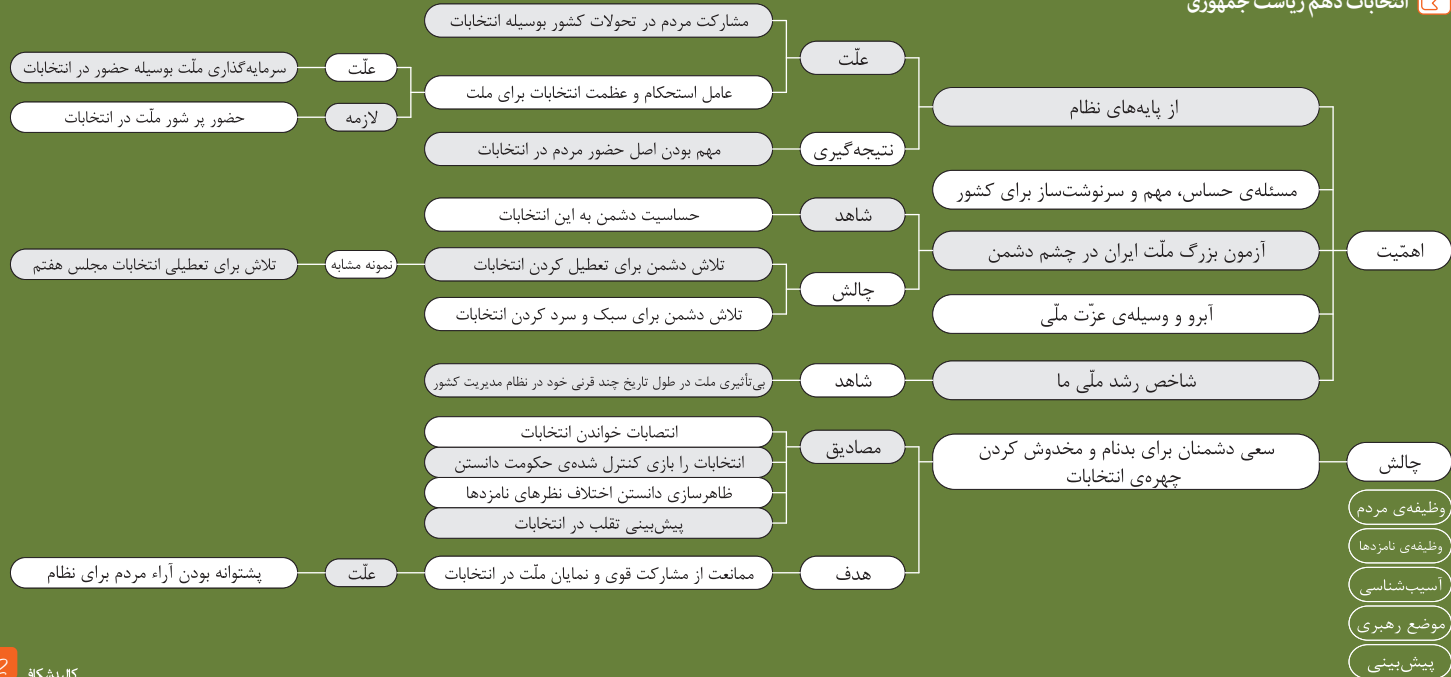 انتخابات دهم ریاست جمهوری
اهمّیت
از پایه‌های نظام
علّت
مشارکت مردم در تحولات کشور بوسیله انتخابات
عامل استحکام و عظمت انتخابات برای ملت
علّت
سرمایه‌گذاری ملّت بوسیله حضور در انتخابات
لازمه
حضور پر شور ملّت در انتخابات
نتیجه‌گیری
مهم بودن اصل حضور مردم در انتخابات
مسئله‌ی حساس، مهم و سرنوشت‌ساز برای کشور
آزمون بزرگ ملّت ایران در چشم دشمن
شاهد
حساسیت دشمن به این انتخابات
چالش
تلاش دشمن برای تعطیل کردن انتخابات
نمونه مشابه
تلاش برای تعطیلی انتخابات مجلس هفتم
تلاش دشمن برای سبک و سرد کردن انتخابات
آبرو و وسیله‌ی عزّت ملّی
شاخص رشد ملّی ما
شاهد
بی‌تأثیری ملت در طول تاریخ چند قرنی خود در نظام مدیریت کشور
چالش
سعی دشمنان برای بدنام و مخدوش کردن
چهره‌ی انتخابات
مصادیق
انتصابات خواندن انتخابات
انتخابات را بازی کنترل شده‌ی حکومت دانستن
ظاهرسازی دانستن اختلاف نظرهای نامزدها
پیش‌بینی تقلب در انتخابات
هدف
ممانعت از مشارکت قوی و نمایان ملّت در انتخابات
علّت
پشتوانه بودن آراء مردم برای نظام
وظیفه‌ی مردم
وظیفه‌ی نامزدها
آسیب‌شناسی
موضع رهبری
پیش‌بینی